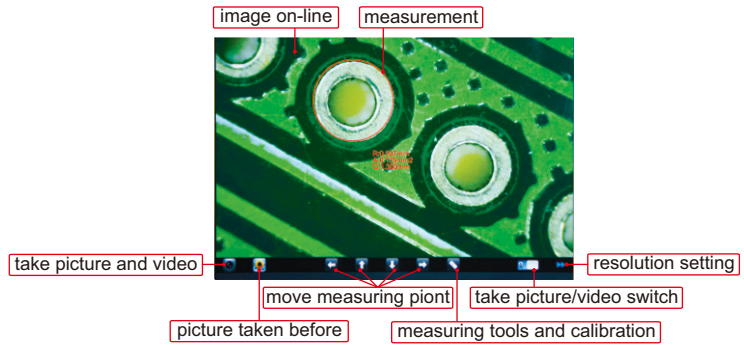 image on-line
measurement
take picture and video
resolution setting
move measuring piont
take picture/video switch
picture taken before
measuring tools and calibration